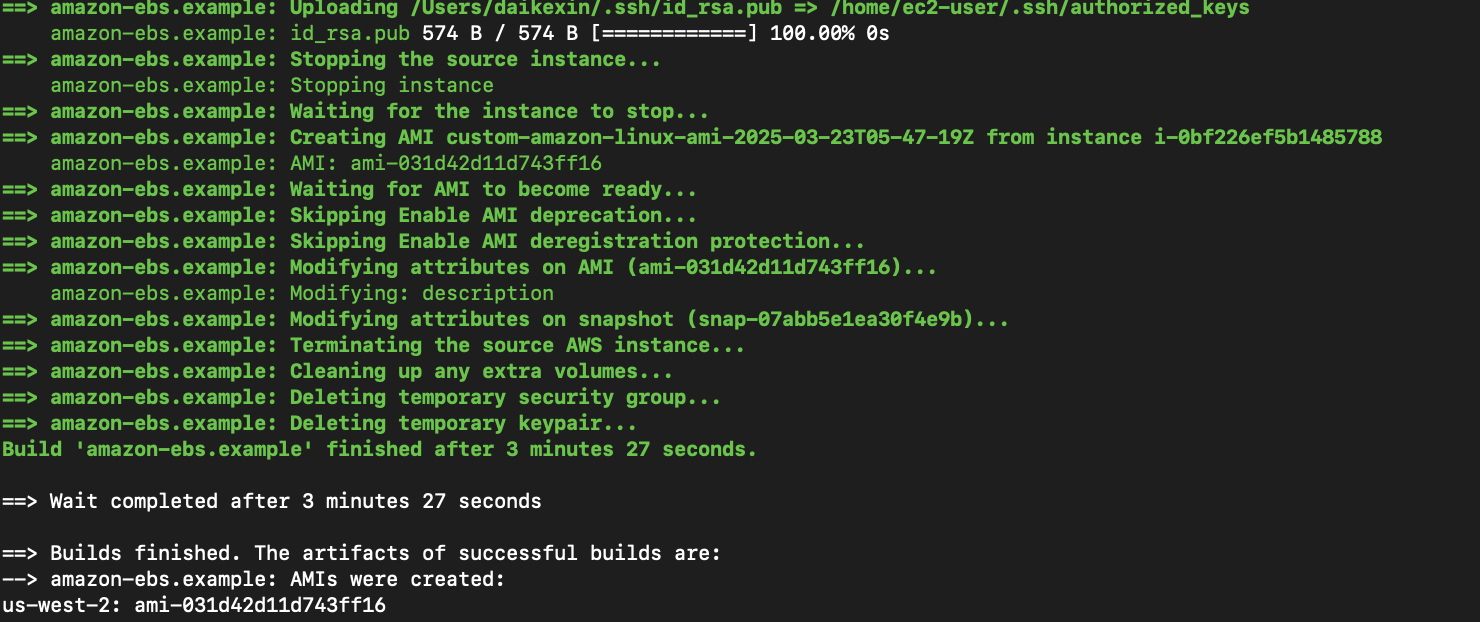 ==> amazon-ebs.example: Uploading /Users/daikexin/.ssh/id_rsa.pub => /home/ec2-user/.ssh/authorized_keys
    amazon-ebs.example: id_rsa.pub 574 B / 574 B [============] 100.00% 0s
==> amazon-ebs.example: Stopping the source instance...
    amazon-ebs.example: Stopping instance
==> amazon-ebs.example: Waiting for the instance to stop...
==> amazon-ebs.example: Creating AMI custom-amazon-linux-ami-2025-03-23T05-47-19Z from instance i-0bf226ef5b1485788
    amazon-ebs.example: AMI: ami-031d42d11d743ff16
==> amazon-ebs.example: Waiting for AMI to become ready...
==> amazon-ebs.example: Skipping Enable AMI deprecation...
==> amazon-ebs.example: Skipping Enable AMI deregistration protection...
==> amazon-ebs.example: Modifying attributes on AMI (ami-031d42d11d743ff16)...
    amazon-ebs.example: Modifying: description
==> amazon-ebs.example: Modifying attributes on snapshot (snap-07abb5e1ea30f4e9b)...
==> amazon-ebs.example: Terminating the source AWS instance...
==> amazon-ebs.example: Cleaning up any extra volumes...
==> amazon-ebs.example: Deleting temporary security group...
==> amazon-ebs.example: Deleting temporary keypair...
Build 'amazon-ebs.example' finished after 3 minutes 27 seconds.

==> Wait completed after 3 minutes 27 seconds

==> Builds finished. The artifacts of successful builds are:
--> amazon-ebs.example: AMIs were created:
us-west-2: ami-031d42d11d743ff16